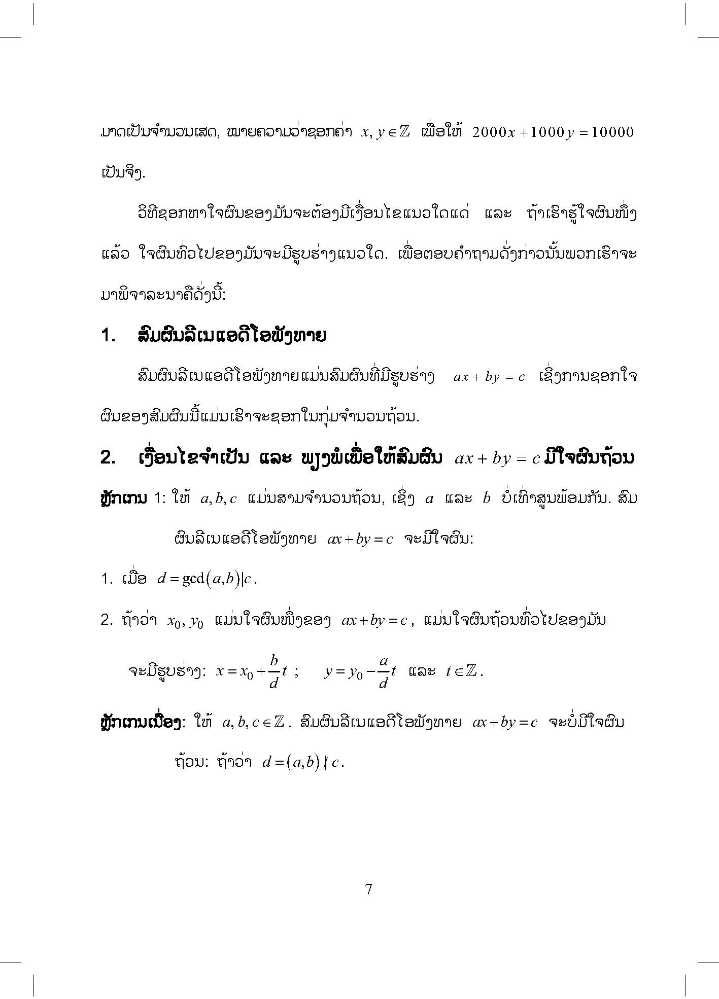 ມາດເປັນຈຳນວນເສດ, ໝາຍຄວາມວ່າຊອກຄ່າ x, y ∈ ℤ ເພື່ອໃຫ້ 2000x + 1000y = 10000
ເປັນຈິງ.
ວິທີຊອກຫາໃຈຜົນຂອງມັນຈະຕ້ອງມີເງື່ອນໄຂແນວໃດແດ່ ແລະ ຖ້າເຮົາຮູ້ໃຈຜົນໜຶ່ງ
ແລ້ວ ໃຈຜົນທົ່ວໄປຂອງມັນຈະມີຮູບຮ່າງແນວໃດ. ເພື່ອຕອບຄຳຖາມດັ່ງກ່າວນັ້ນພວກເຮົາຈະ
ມາພິຈາລະນາຄືດັ່ງນີ້:
1. ສົມຜົນລີເນແອດີໂອພັງທາຍ
ສົມຜົນລີເນແອດີໂອພັງທາຍແມ່ນສົມຜົນທີ່ມີຮູບຮ່າງ ax + by = c ເຊິ່ງການຊອກໃຈ
ຜົນຂອງສົມຜົນນີ້ແມ່ນເຮົາຈະຊອກໃນກຸ່ມຈຳນວນຖ້ວນ.
2. ເງື່ອນໄຂຈຳເປັນ ແລະ ພຽງພໍເພື່ອໃຫ້ສົມຜົນ ax + by = c ມີໃຈຜົນຖ້ວນ
ຫຼັກເກນ 1: ໃຫ້ a, b, c ແມ່ນສາມຈຳນວນຖ້ວນ, ເຊິ່ງ a ແລະ b ບໍ່ເທົ່າສູນພ້ອມກັນ. ສົມ
ຜົນລີເນແອດີໂອພັງທາຍ ax + by = c ຈະມີໃຈຜົນ:
1. ເມື່ອ d = gcd(a,b)|c.
2. ຖ້າວ່າ x₀, y₀ ແມ່ນໃຈຜົນໜຶ່ງຂອງ ax + by = c, ແມ່ນໃຈຜົນຖ້ວນທົ່ວໄປຂອງມັນ
ຈະມີຮູບຮ່າງ: x = x₀ + b/d t ; y = y₀ − a/d t ແລະ t ∈ ℤ.
ຫຼັກເກນເນື່ອງ: ໃຫ້ a, b, c ∈ ℤ. ສົມຜົນລີເນແອດີໂອພັງທາຍ ax + by = c ຈະບໍ່ມີໃຈຜົນ
ຖ້ວນ: ຖ້າວ່າ d = (a,b) ∤ c.
7